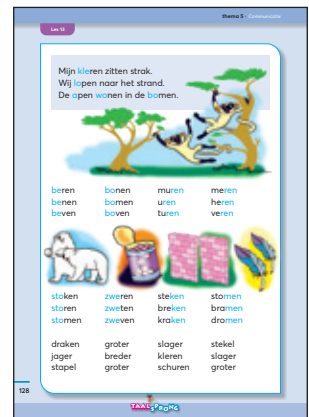 thema 5 - Communicatie
Les 12
Mijn kleren zitten strak.
Wij lopen naar het strand.
De apen wonen in de bomen.
beren bonen muren meren
benen bomen uren heren
beven boven turen veren
stoken zweren steken stomen
storen zweten breken bramen
stomen zweven kraken dromen
draken groter slager stekel
jager breder kleren slager
stapel groter schuren groter
128
TAALSPRONG